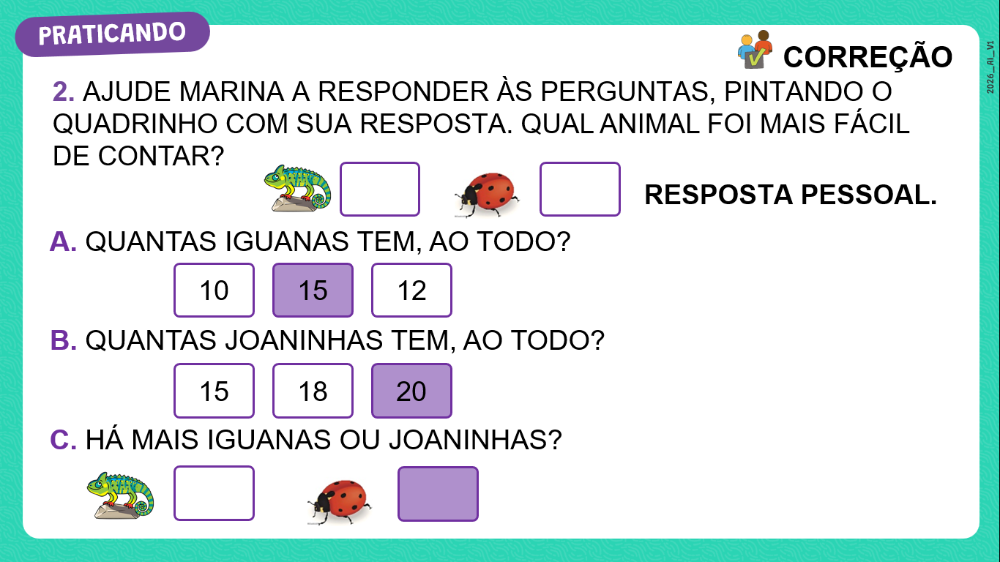 PRATICANDO
CORREÇÃO
2026_AI_V1
2. AJUDE MARINA A RESPONDER ÀS PERGUNTAS, PINTANDO O
QUADRINHO COM SUA RESPOSTA. QUAL ANIMAL FOI MAIS FÁCIL
DE CONTAR?
RESPOSTA PESSOAL.
A. QUANTAS IGUANAS TEM, AO TODO?
10 15 12
B. QUANTAS JOANINHAS TEM, AO TODO?
15 18 20
C. HÁ MAIS IGUANAS OU JOANINHAS?